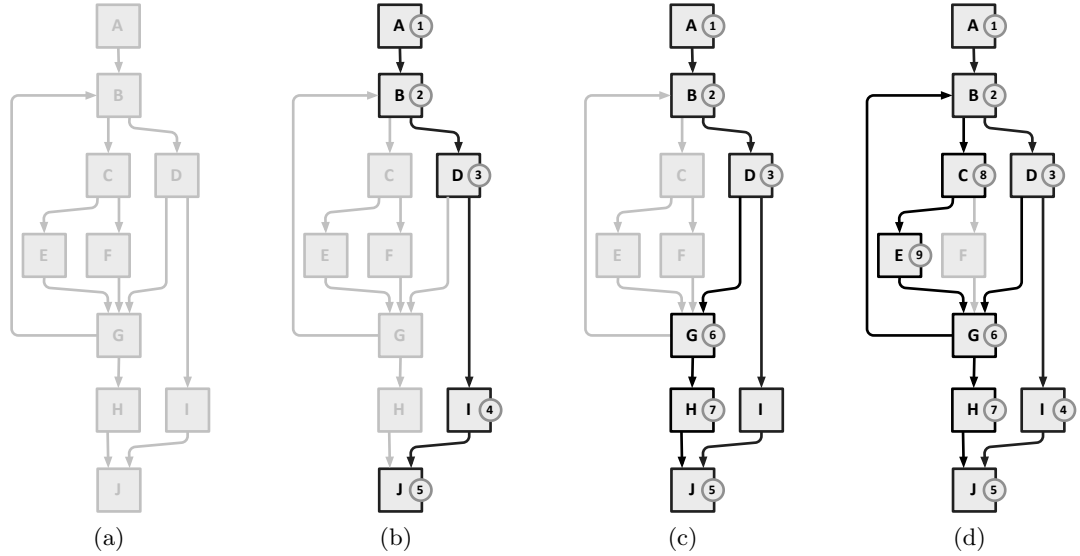 A
B
C D
E F
G
H I
J
(a)
A 1
B 2
C D 3
E F
G
H I 4
J 5
(b)
A 1
B 2
C D 3
E F
G 6
H 7 I
J 5
(c)
A 1
B 2
C 8 D 3
E 9 F
G 6
H 7 I 4
J 5
(d)